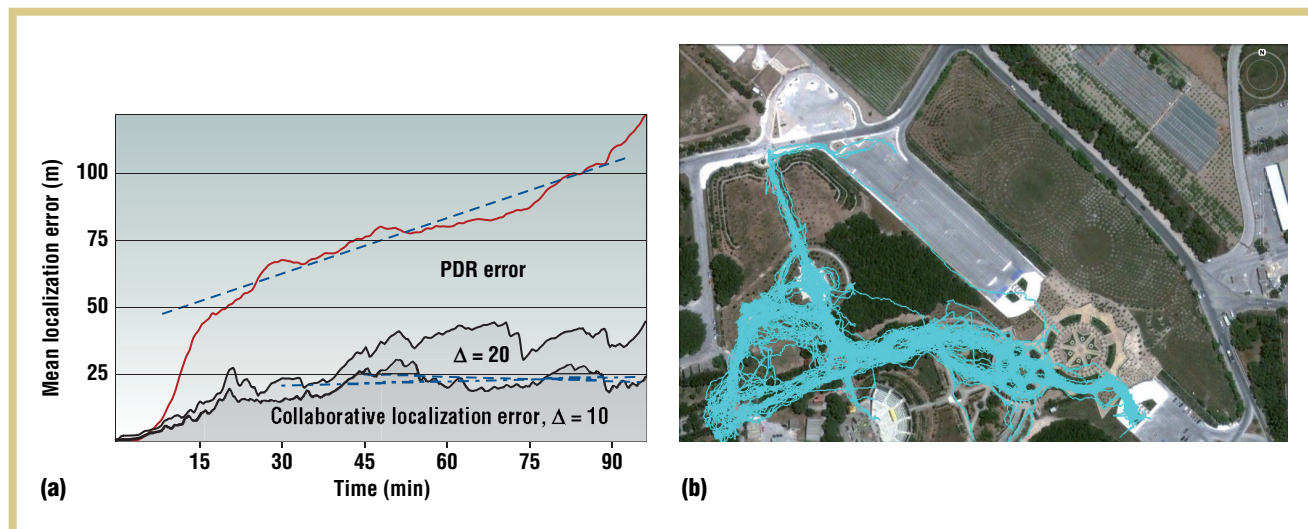 Mean localization error (m)
100
75
50
25
PDR error
Δ = 20
Collaborative localization error, Δ = 10
15
30
45
60
75
90
Time (min)
(a)
N
(b)